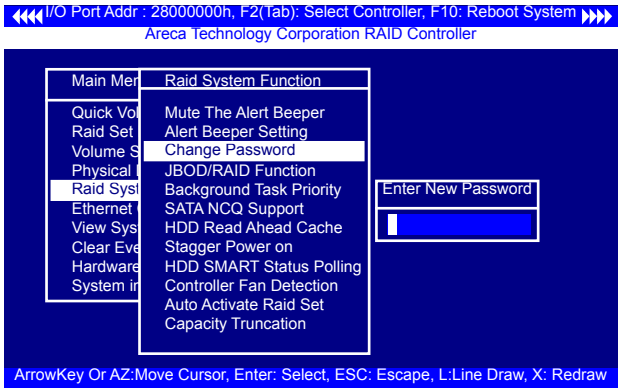 I/O Port Addr : 28000000h, F2(Tab): Select Controller, F10: Reboot System
Areca Technology Corporation RAID Controller
Main Men
Quick Vol
Raid Set
Volume S
Physical
Raid Syst
Ethernet
View Sys
Clear Eve
Hardware
System in
Raid System Function
Mute The Alert Beeper
Alert Beeper Setting
Change Password
JBOD/RAID Function
Background Task Priority
SATA NCQ Support
HDD Read Ahead Cache
Stagger Power on
HDD SMART Status Polling
Controller Fan Detection
Auto Activate Raid Set
Capacity Truncation
Enter New Password
ArrowKey Or AZ:Move Cursor, Enter: Select, ESC: Escape, L:Line Draw, X: Redraw